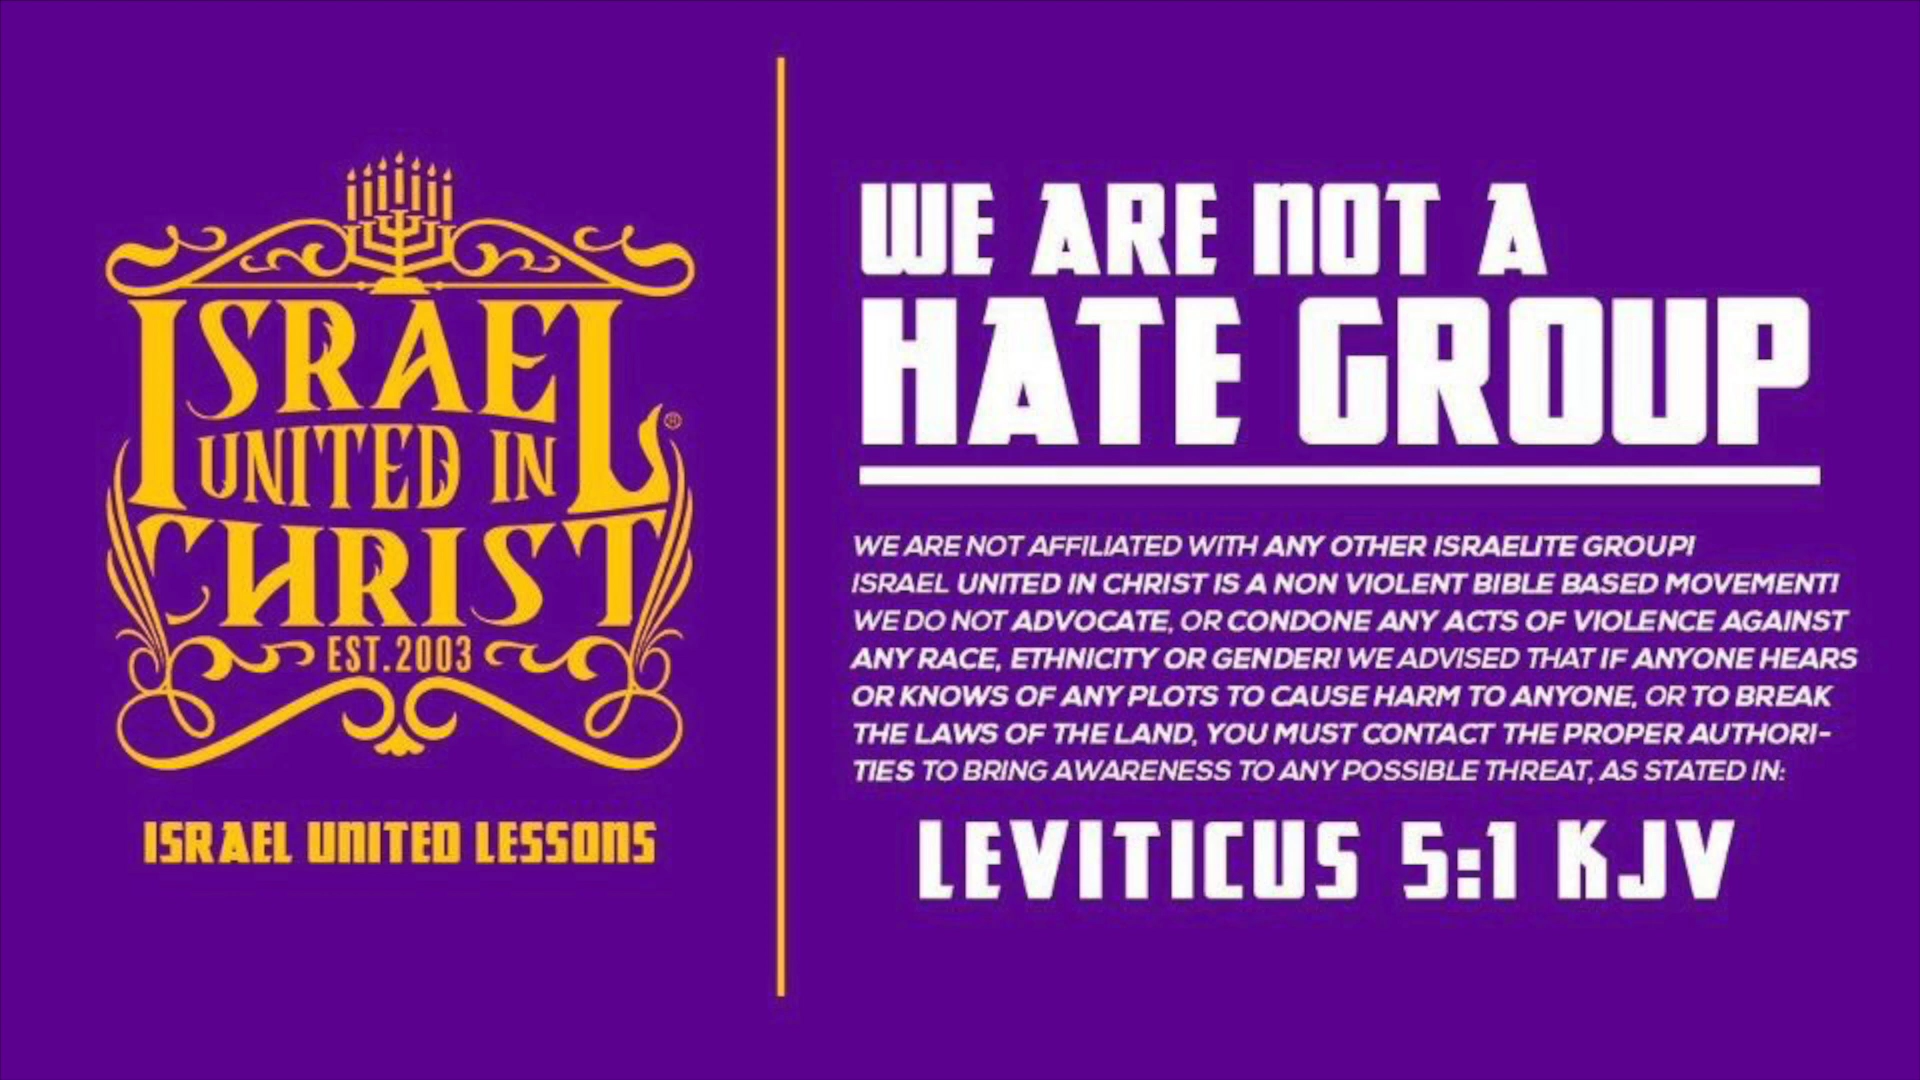 ISRAEL
UNITED IN
CHRIST
EST.2003
ISRAEL UNITED LESSONS
WE ARE NOT A
HATE GROUP
WE ARE NOT AFFILIATED WITH ANY OTHER ISRAELITE GROUP!
ISRAEL UNITED IN CHRIST IS A NON VIOLENT BIBLE BASED MOVEMENT!
WE DO NOT ADVOCATE, OR CONDONE ANY ACTS OF VIOLENCE AGAINST
ANY RACE, ETHNICITY OR GENDER! WE ADVISED THAT IF ANYONE HEARS
OR KNOWS OF ANY PLOTS TO CAUSE HARM TO ANYONE, OR TO BREAK
THE LAWS OF THE LAND, YOU MUST CONTACT THE PROPER AUTHORI-
TIES TO BRING AWARENESS TO ANY POSSIBLE THREAT, AS STATED IN:
LEVITICUS 5:1 KJV